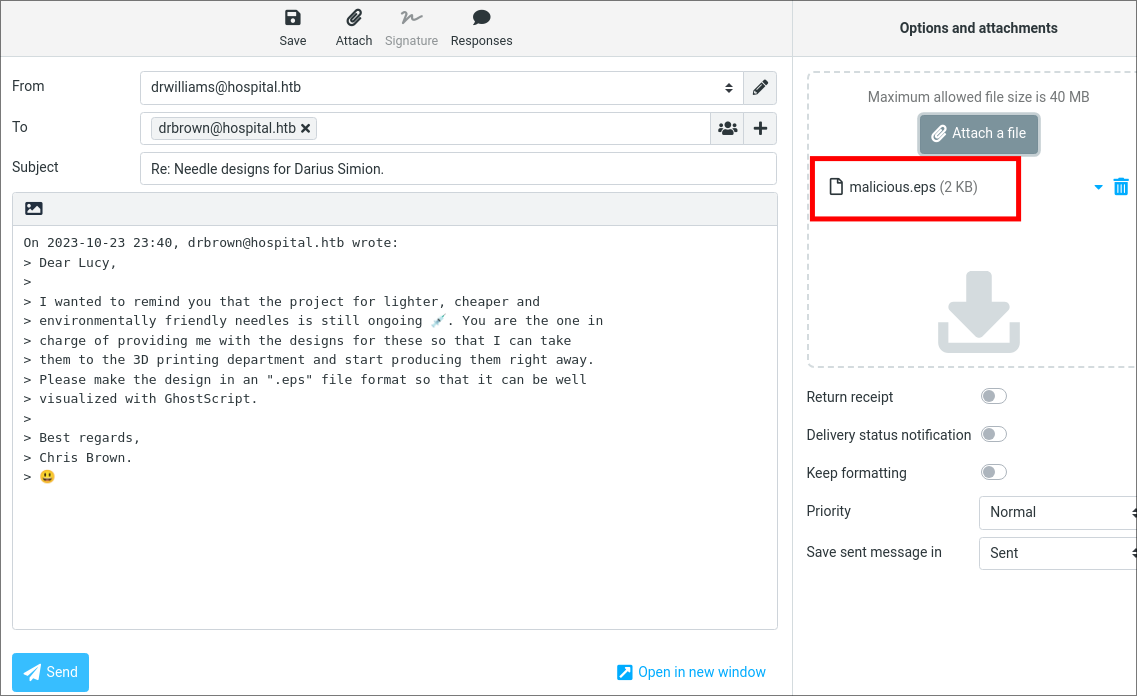 Save
Attach
Signature
Responses
Options and attachments
From
drwilliams@hospital.htb
To
drbrown@hospital.htb
Subject
Re: Needle designs for Darius Simion.
On 2023-10-23 23:40, drbrown@hospital.htb wrote:
> Dear Lucy,
>
> I wanted to remind you that the project for lighter, cheaper and
> environmentally friendly needles is still ongoing 💉. You are the one in
> charge of providing me with the designs for these so that I can take
> them to the 3D printing department and start producing them right away.
> Please make the design in an ".eps" file format so that it can be well
> visualized with GhostScript.
>
> Best regards,
> Chris Brown.
> 😃
Send
Open in new window
Maximum allowed file size is 40 MB
Attach a file
malicious.eps (2 KB)
Return receipt
Delivery status notification
Keep formatting
Priority
Normal
Save sent message in
Sent